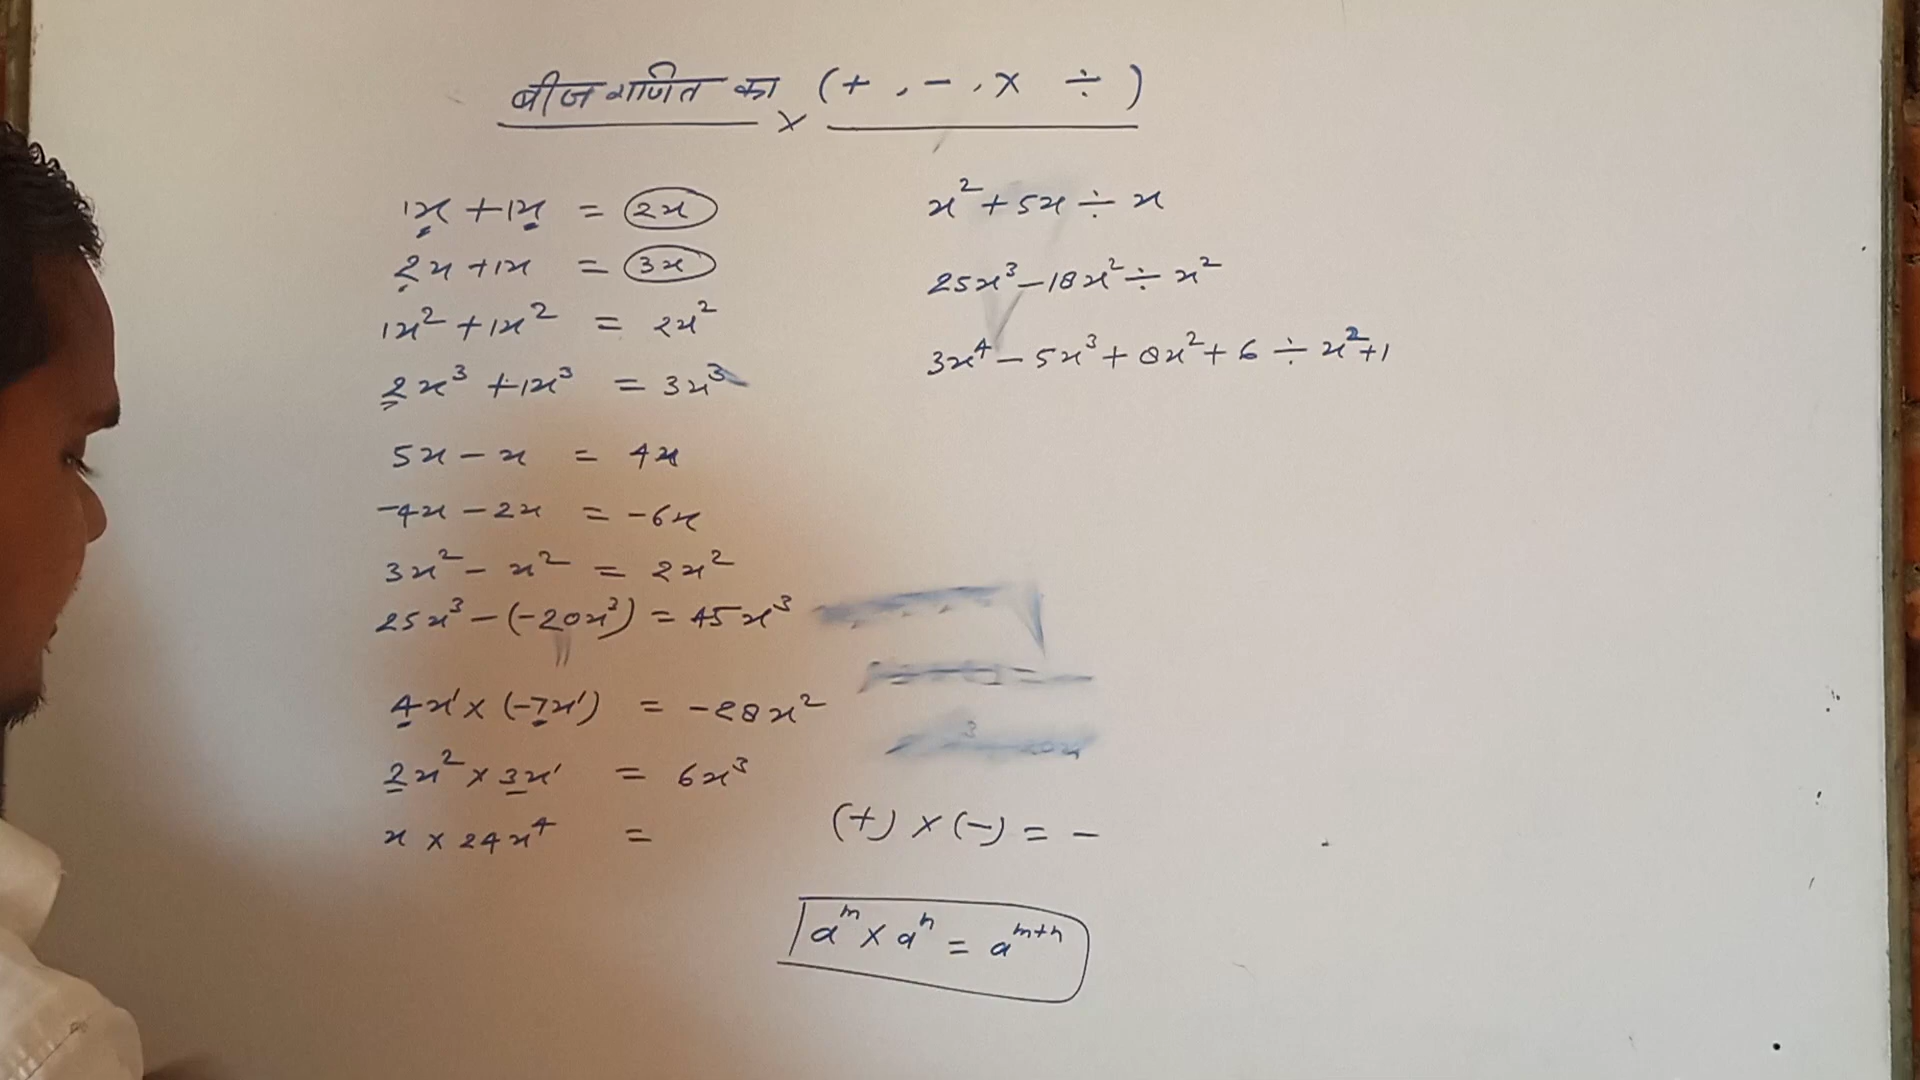 बीजगणित का (+, -, × ÷)
×
1x + 1x = 2x
2x + 1x = 3x
1x² + 1x² = 2x²
2x³ + 1x³ = 3x³
5x - x = 4x
-4x - 2x = -6x
3x² - x² = 2x²
25x³ - (-20x³) = 45x³
4x¹ × (-7x¹) = -28x²
2x² × 3x¹ = 6x³
x × 24x⁴ =
x² + 5x ÷ x
25x³ - 18x² ÷ x²
3x⁴ - 5x³ + 8x² + 6 ÷ x² + 1
(+) × (-) = -
aᵐ × aⁿ = aᵐ⁺ⁿ